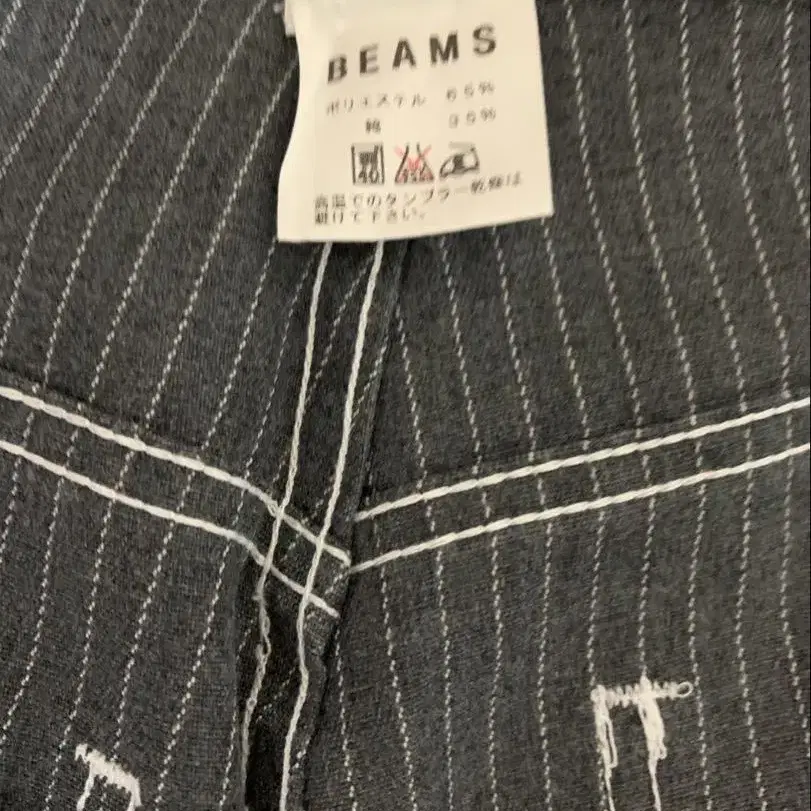 BEAMS
ポリエステル 65%
綿 35%
40
高温でのタンブラー乾燥は
避けて下さい。